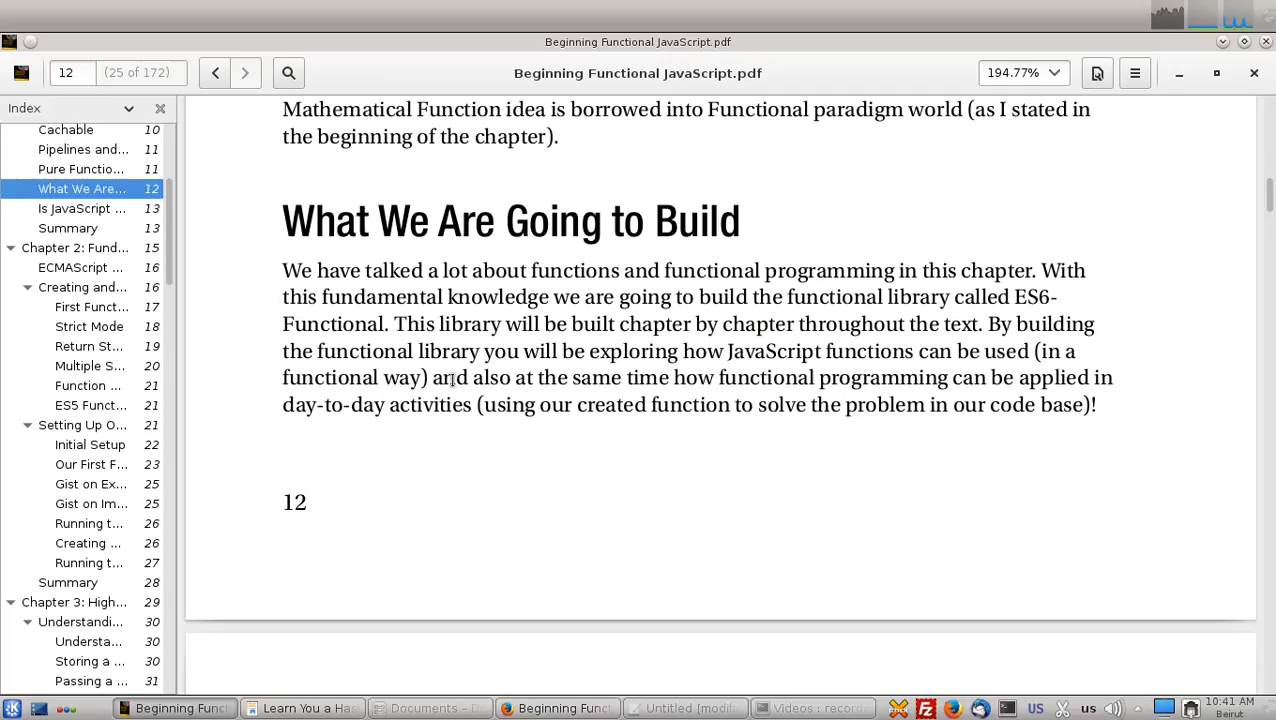 Beginning Functional JavaScript.pdf
12 (25 of 172)
Beginning Functional JavaScript.pdf
194.77%
Index
Cachable 10
Pipelines and... 11
Pure Functio... 11
What We Are... 12
Is JavaScript ... 13
Summary 13
Chapter 2: Fund... 15
ECMAScript ... 16
Creating and... 16
First Funct... 17
Strict Mode 18
Return St... 19
Multiple S... 20
Function ... 21
ES5 Funct... 21
Setting Up O... 21
Initial Setup 22
Our First F... 23
Gist on Ex... 25
Gist on Im... 25
Running t... 26
Creating ... 26
Running t... 27
Summary 28
Chapter 3: High... 29
Understandi... 30
Understa... 30
Storing a ... 30
Passing a ... 31
Mathematical Function idea is borrowed into Functional paradigm world (as I stated in
the beginning of the chapter).
What We Are Going to Build
We have talked a lot about functions and functional programming in this chapter. With
this fundamental knowledge we are going to build the functional library called ES6-
Functional. This library will be built chapter by chapter throughout the text. By building
the functional library you will be exploring how JavaScript functions can be used (in a
functional way) and also at the same time how functional programming can be applied in
day-to-day activities (using our created function to solve the problem in our code base)!
12
Beginning Func
Learn You a Has
Documents – D
Beginning Func
Untitled [modifi
Videos : record
US
us
10:41 AM
Beirut